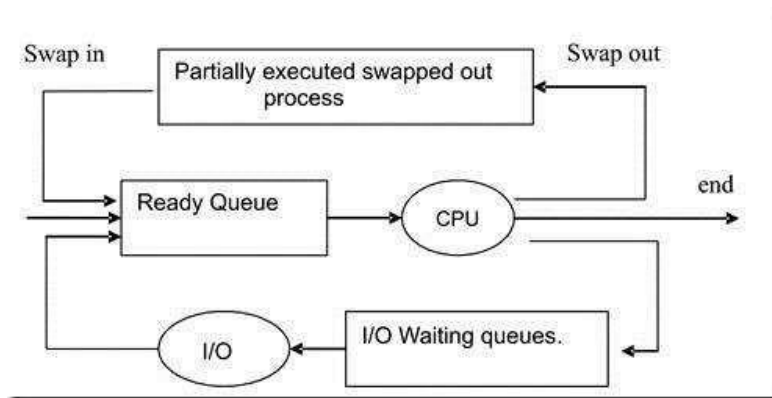 Swap in
Partially executed swapped out
process
Swap out
Ready Queue
CPU
end
I/O
I/O Waiting queues.